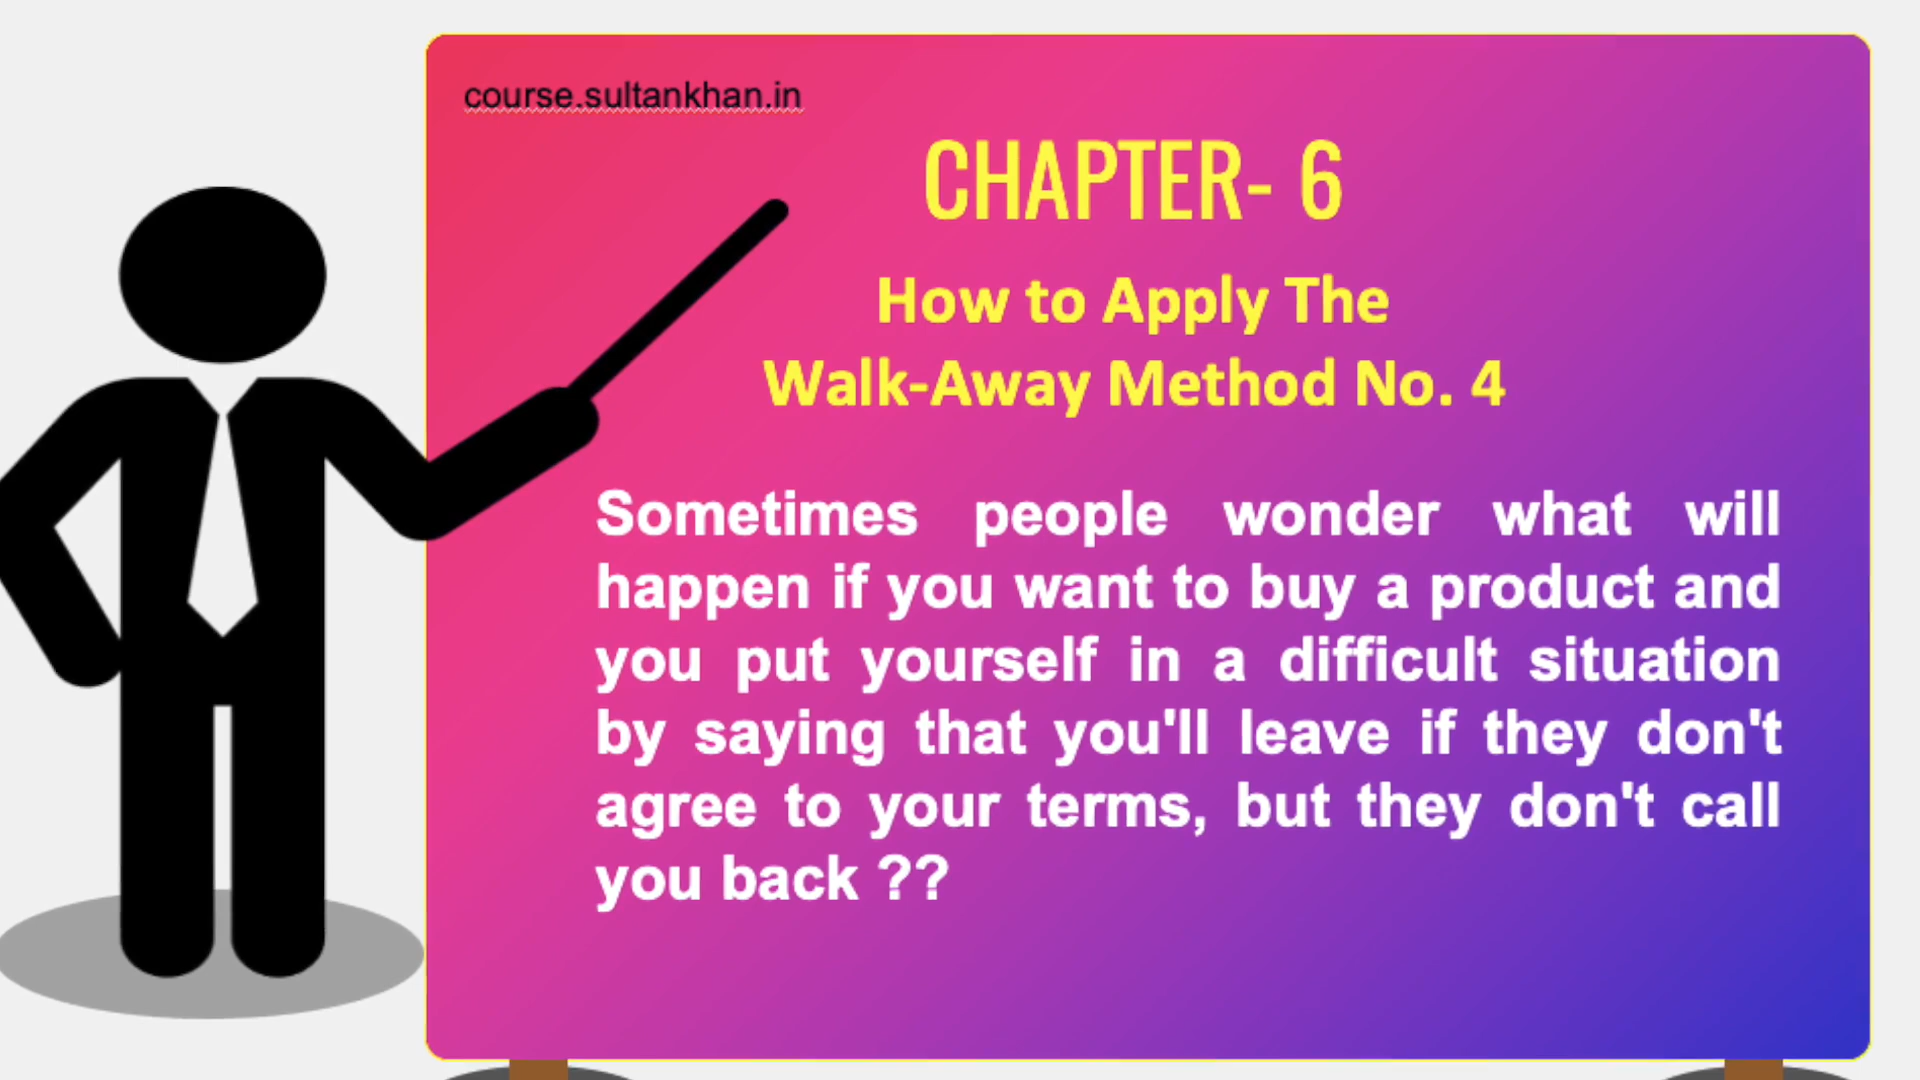 course.sultankhan.in
CHAPTER- 6
How to Apply The
Walk-Away Method No. 4
Sometimes people wonder what will
happen if you want to buy a product and
you put yourself in a difficult situation
by saying that you'll leave if they don't
agree to your terms, but they don't call
you back ??